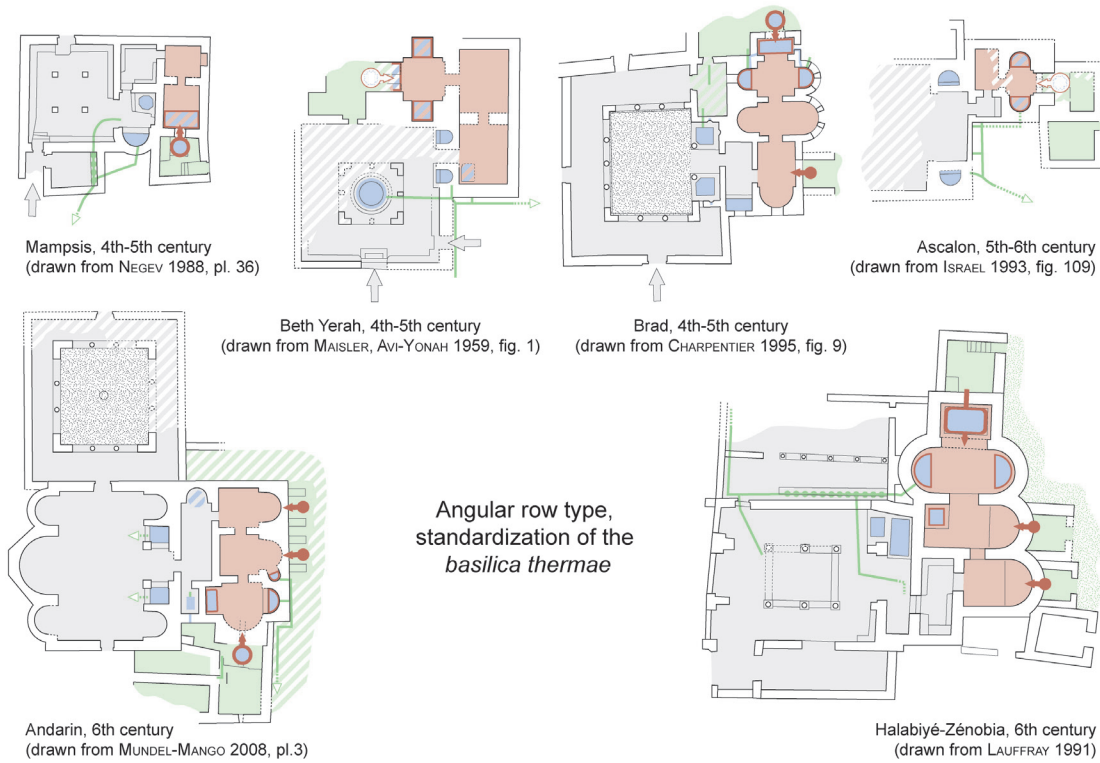 Mampsis, 4th-5th century
(drawn from NEGEV 1988, pl. 36)
Beth Yerah, 4th-5th century
(drawn from MAISLER, AVI-YONAH 1959, fig. 1)
Brad, 4th-5th century
(drawn from CHARPENTIER 1995, fig. 9)
Ascalon, 5th-6th century
(drawn from ISRAEL 1993, fig. 109)
Angular row type,
standardization of the
basilica thermae
Andarin, 6th century
(drawn from MUNDEL-MANGO 2008, pl.3)
Halabiyé-Zénobia, 6th century
(drawn from LAUFFRAY 1991)